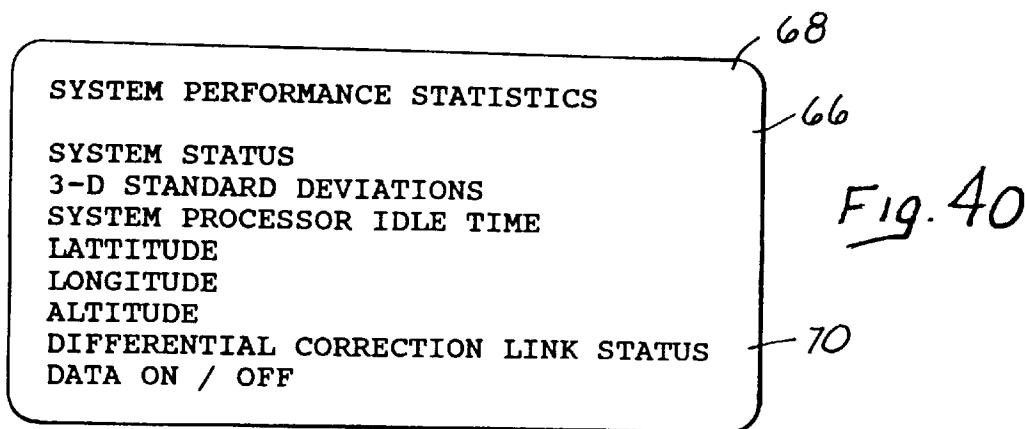 68
SYSTEM PERFORMANCE STATISTICS
66
SYSTEM STATUS
3-D STANDARD DEVIATIONS
SYSTEM PROCESSOR IDLE TIME
LATTITUDE
LONGITUDE
ALTITUDE
DIFFERENTIAL CORRECTION LINK STATUS 70
DATA ON / OFF
Fig. 40